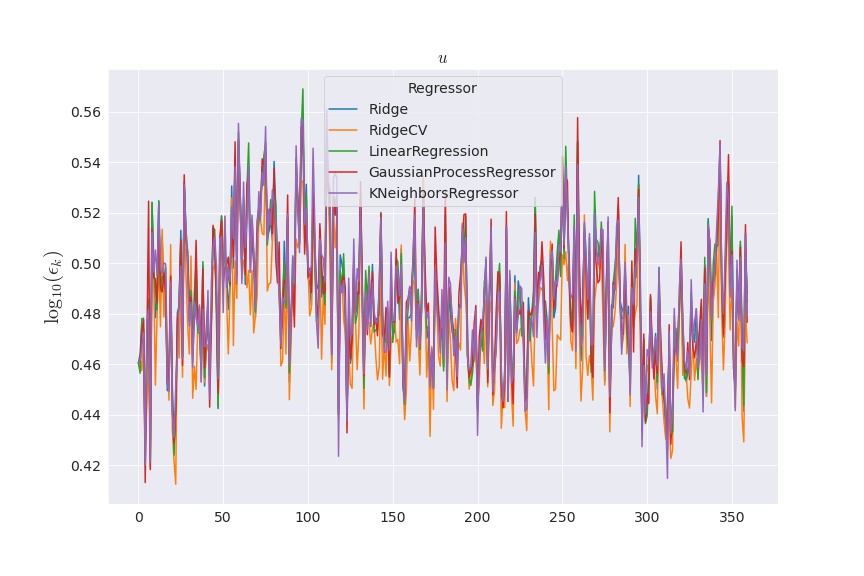 u
Regressor
Ridge
RidgeCV
LinearRegression
GaussianProcessRegressor
KNeighborsRegressor
log₁₀(ϵₖ)
0.56
0.54
0.52
0.50
0.48
0.46
0.44
0.42
0 50 100 150 200 250 300 350